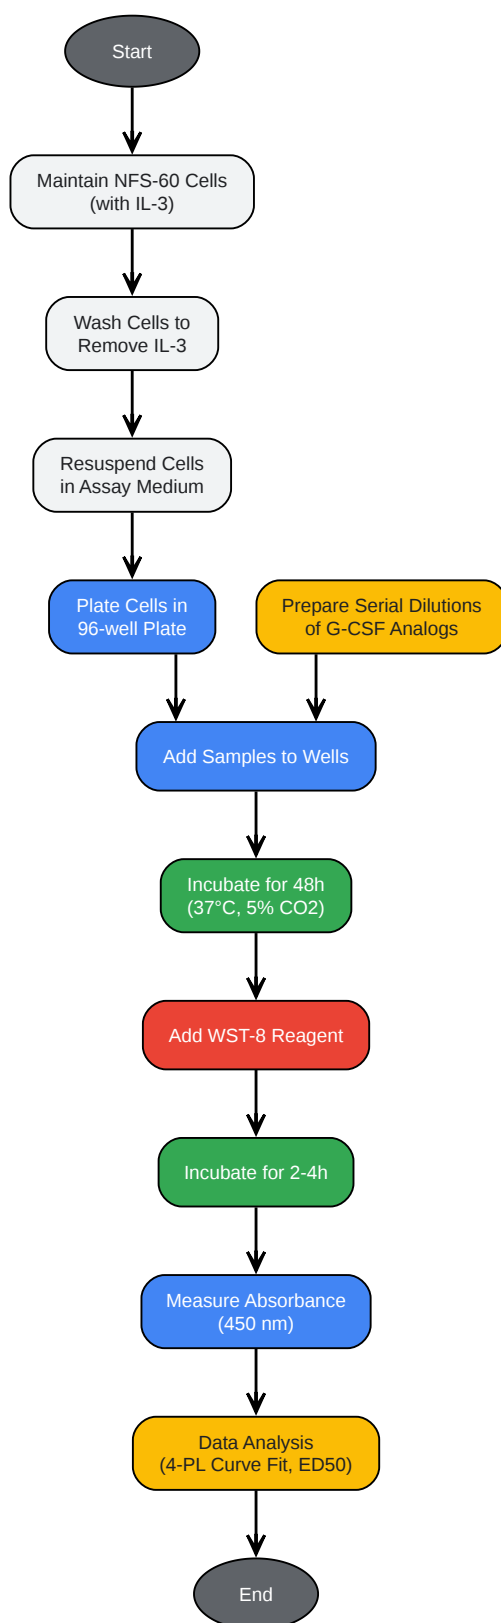 Start
Maintain NFS-60 Cells
(with IL-3)
Wash Cells to
Remove IL-3
Resuspend Cells
in Assay Medium
Plate Cells in
96-well Plate
Prepare Serial Dilutions
of G-CSF Analogs
Add Samples to Wells
Incubate for 48h
(37°C, 5% CO2)
Add WST-8 Reagent
Incubate for 2-4h
Measure Absorbance
(450 nm)
Data Analysis
(4-PL Curve Fit, ED50)
End